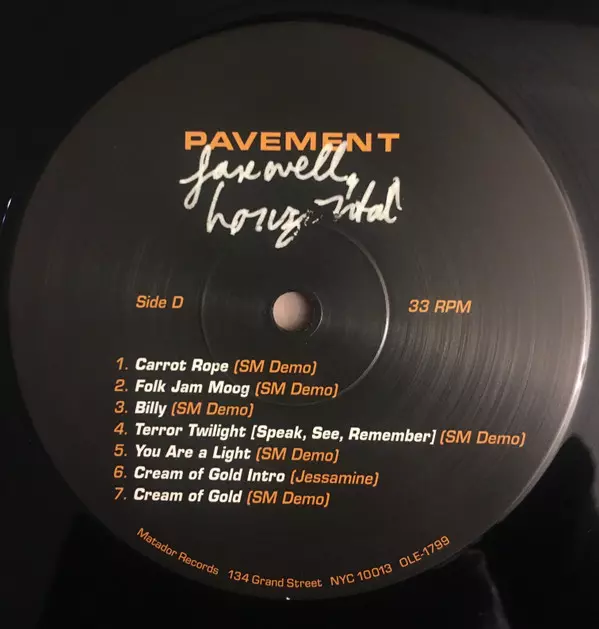 PAVEMENT
farewell,
horizontal
Side D
33 RPM
1. Carrot Rope (SM Demo)
2. Folk Jam Moog (SM Demo)
3. Billy (SM Demo)
4. Terror Twilight [Speak, See, Remember] (SM Demo)
5. You Are a Light (SM Demo)
6. Cream of Gold Intro (Jessamine)
7. Cream of Gold (SM Demo)
Matador Records 134 Grand Street NYC 10013 OLE-1799